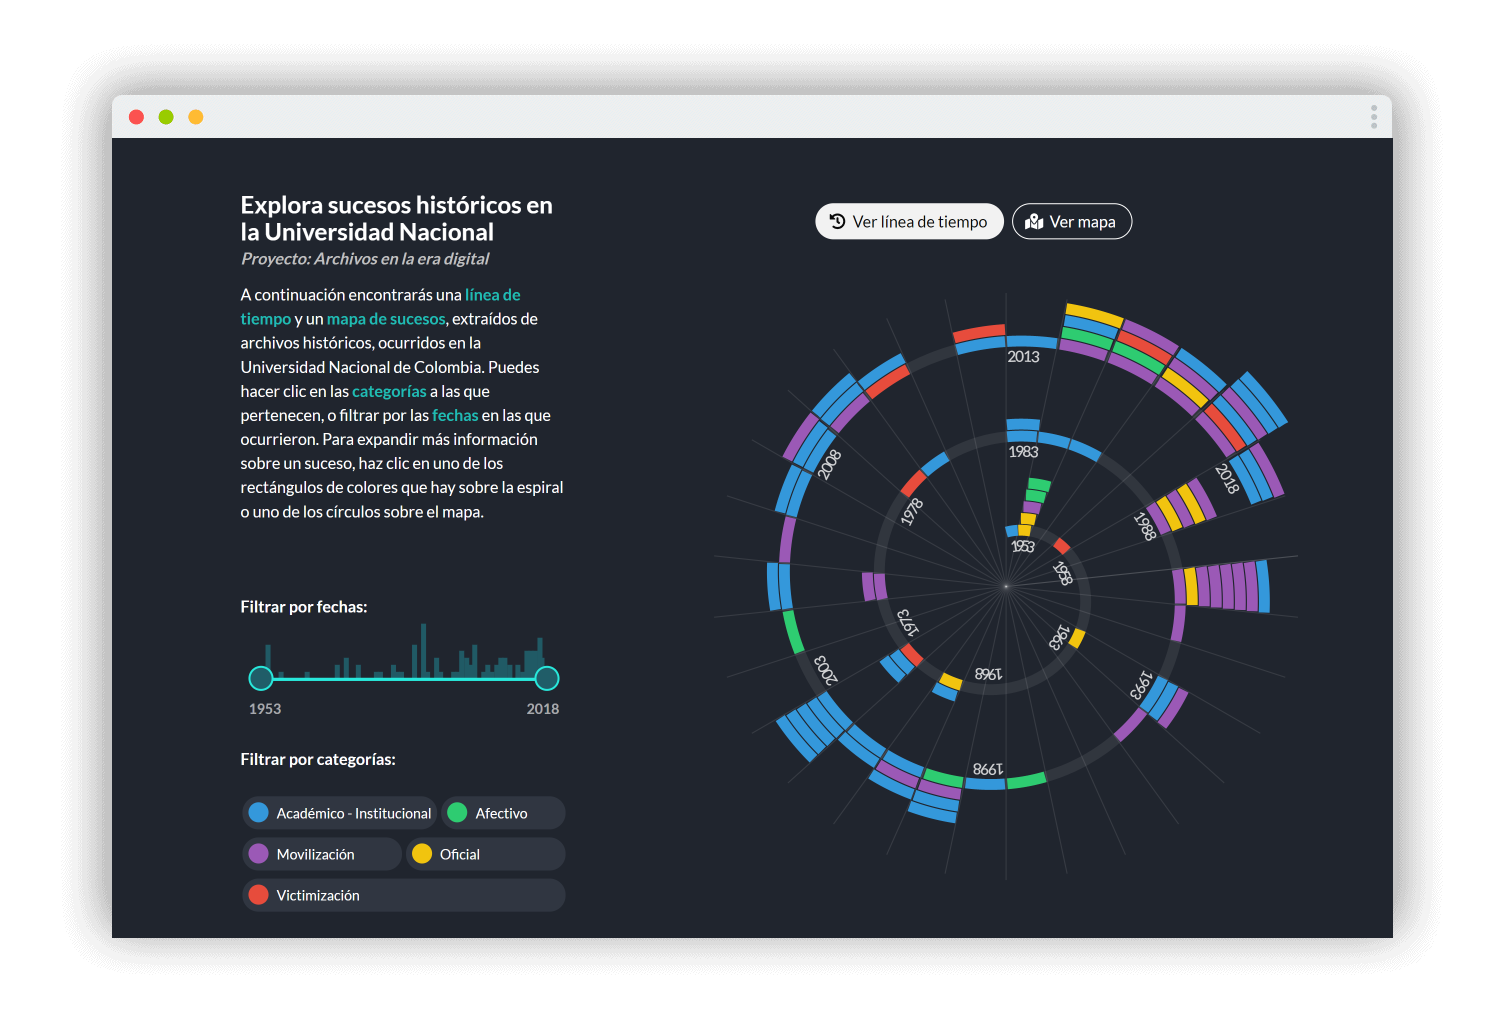 Explora sucesos históricos en
la Universidad Nacional
Proyecto: Archivos en la era digital
A continuación encontrarás una línea de
tiempo y un mapa de sucesos, extraídos de
archivos históricos, ocurridos en la
Universidad Nacional de Colombia. Puedes
hacer clic en las categorías a las que
pertenecen, o filtrar por las fechas en las que
ocurrieron. Para expandir más información
sobre un suceso, haz clic en uno de los
rectángulos de colores que hay sobre la espiral
o uno de los círculos sobre el mapa.
Filtrar por fechas:
1953
2018
Filtrar por categorías:
Académico - Institucional
Afectivo
Movilización
Oficial
Victimización
Ver línea de tiempo
Ver mapa
1953
1958
1963
1968
1973
1978
1983
1988
1993
1998
2003
2008
2013
2018